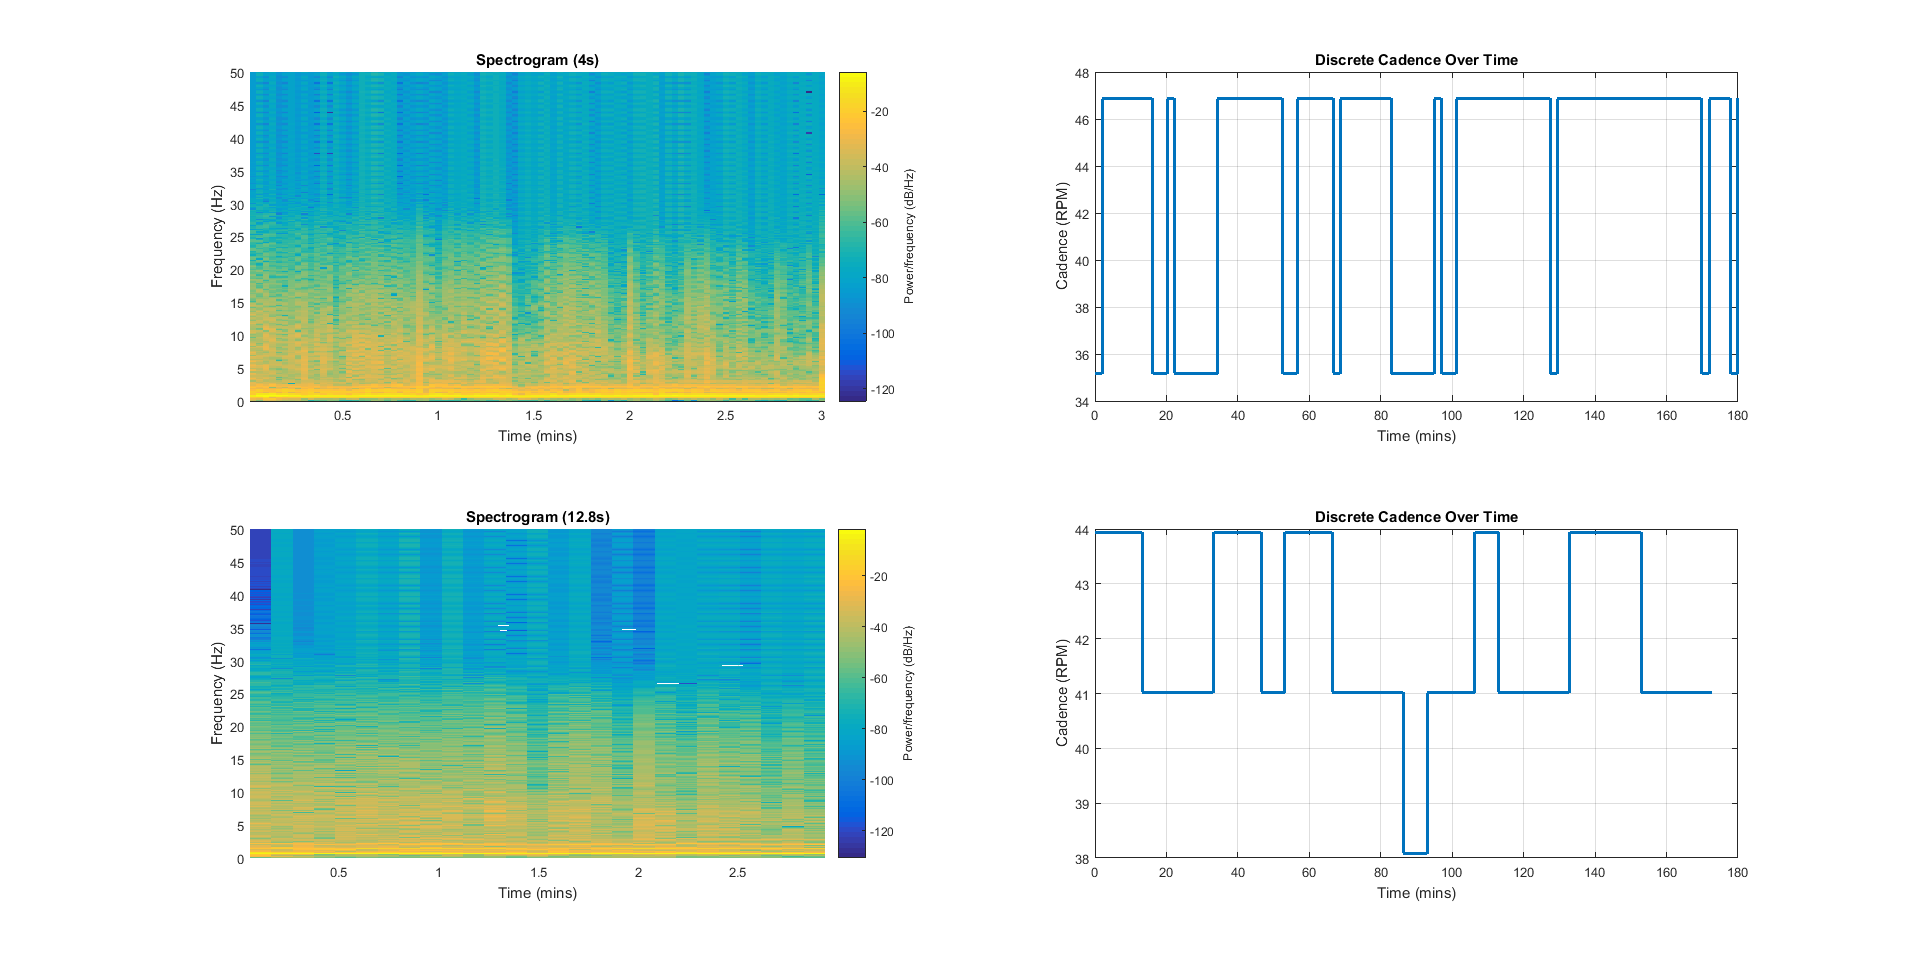 Spectrogram (4s)
50
45
40
35
30
25
20
15
10
5
0
Frequency (Hz)
0.5 1 1.5 2 2.5 3
Time (mins)
-20
-40
-60
-80
-100
-120
Power/frequency (dB/Hz)
Discrete Cadence Over Time
48
46
44
42
40
38
36
34
Cadence (RPM)
0 20 40 60 80 100 120 140 160 180
Time (mins)
Spectrogram (12.8s)
50
45
40
35
30
25
20
15
10
5
0
Frequency (Hz)
0.5 1 1.5 2 2.5
Time (mins)
-20
-40
-60
-80
-100
-120
Power/frequency (dB/Hz)
Discrete Cadence Over Time
44
43
42
41
40
39
38
Cadence (RPM)
0 20 40 60 80 100 120 140 160 180
Time (mins)